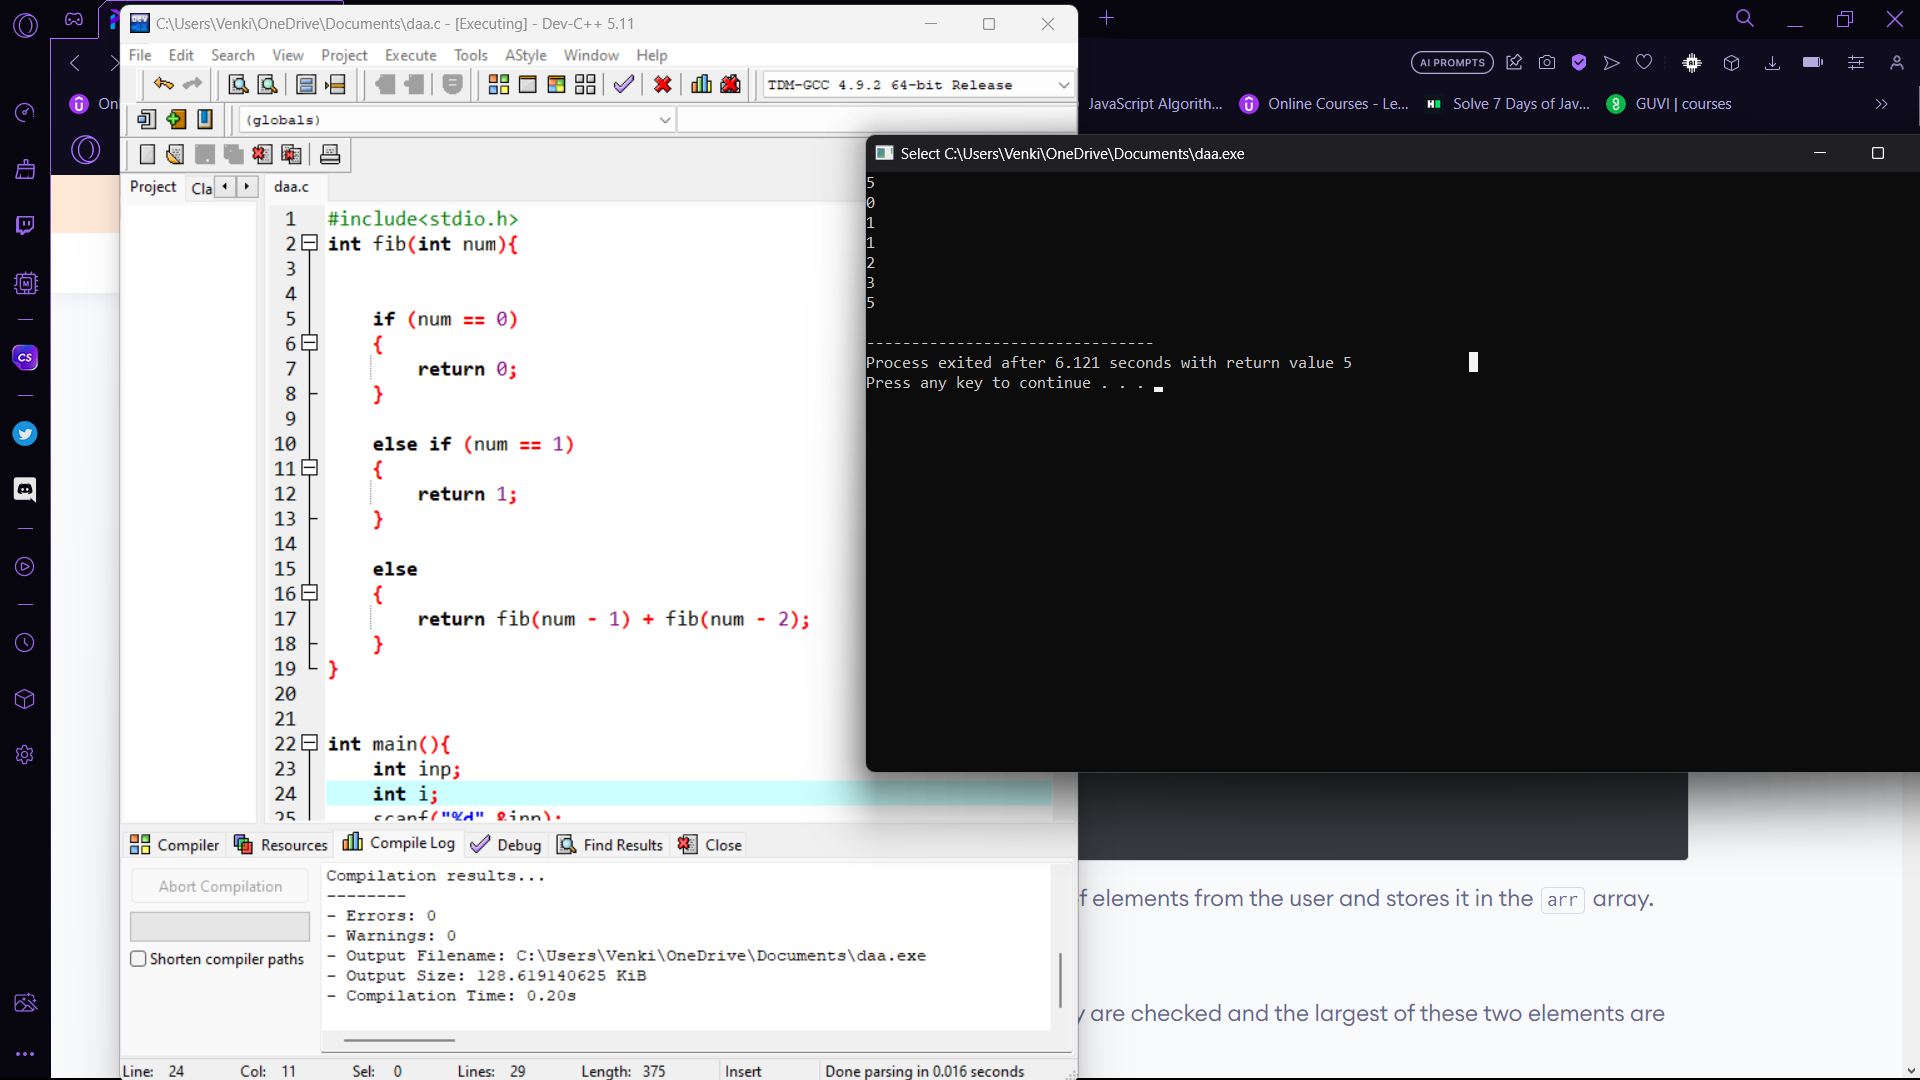 C:\Users\Venki\OneDrive\Documents\daa.c - [Executing] - Dev-C++ 5.11
File Edit Search View Project Execute Tools AStyle Window Help
TDM-GCC 4.9.2 64-bit Release
(globals)
Project Cla daa.c
1 #include<stdio.h>
2 int fib(int num){
3
4
5 if (num == 0)
6 {
7 return 0;
8 }
9
10 else if (num == 1)
11 {
12 return 1;
13 }
14
15 else
16 {
17 return fib(num - 1) + fib(num - 2);
18 }
19 }
20
21
22 int main(){
23 int inp;
24 int i;
25 scanf("%d" &inp);
Compiler Resources Compile Log Debug Find Results Close
Abort Compilation
Shorten compiler paths
Compilation results...
--------
- Errors: 0
- Warnings: 0
- Output Filename: C:\Users\Venki\OneDrive\Documents\daa.exe
- Output Size: 128.619140625 KiB
- Compilation Time: 0.20s
Line: 24 Col: 11 Sel: 0 Lines: 29 Length: 375 Insert Done parsing in 0.016 seconds
AI PROMPTS
On
JavaScript Algorith... Online Courses - Le... Solve 7 Days of Jav... GUVI | courses
Select C:\Users\Venki\OneDrive\Documents\daa.exe
5
0
1
1
2
3
5
--------------------------------
Process exited after 6.121 seconds with return value 5
Press any key to continue . . .
f elements from the user and stores it in the arr array.
y are checked and the largest of these two elements are
CS